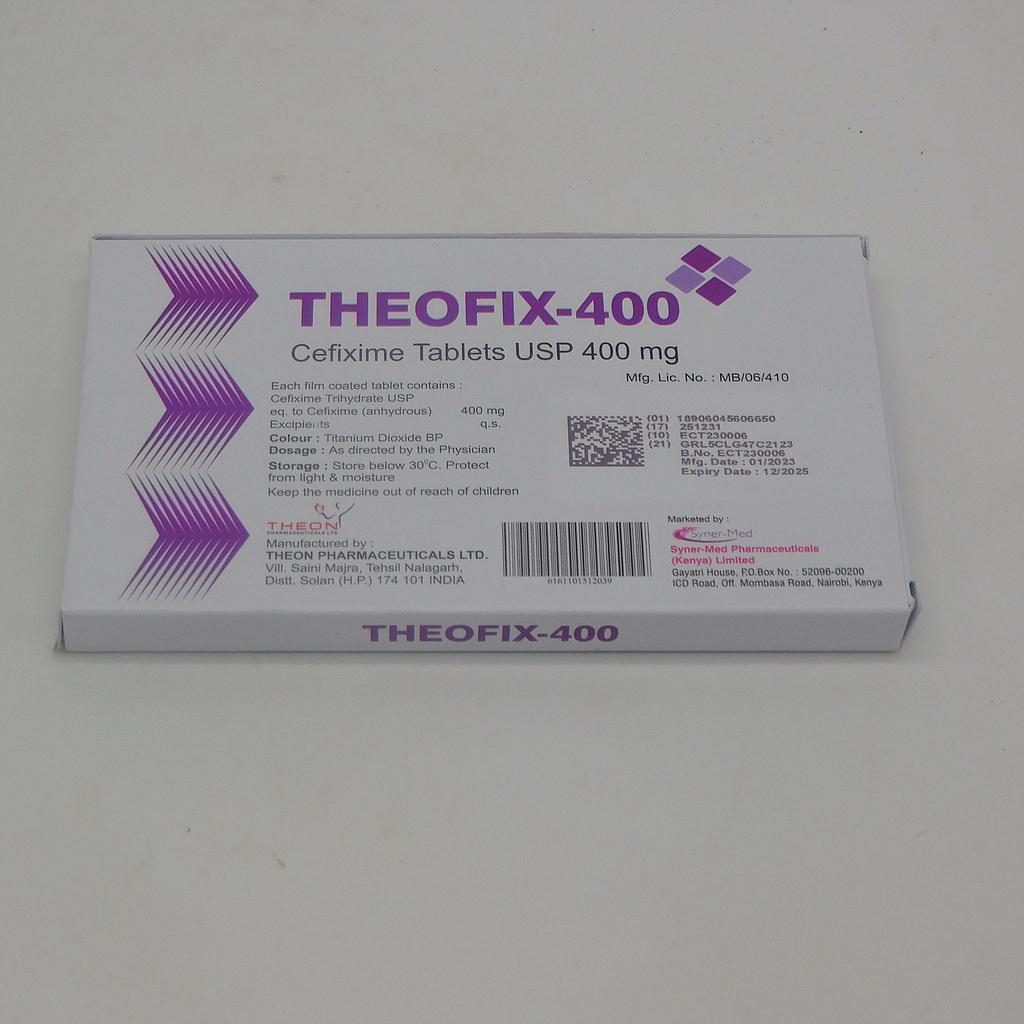 THEOFIX-400
Cefixime Tablets USP 400 mg
Mfg. Lic. No. : MB/06/410
Each film coated tablet contains :
Cefixime Trihydrate USP
eq. to Cefixime (anhydrous) 400 mg
Excipients q.s.
Colour : Titanium Dioxide BP
Dosage : As directed by the Physician
Storage : Store below 30°C. Protect
from light & moisture
Keep the medicine out of reach of children
(01) 18906045606650
(17) 251231
(10) ECT230006
(21) GRL5CLG47C2123
B.No. ECT230006
Mfg. Date : 01/2023
Expiry Date : 12/2025
THEON
PHARMACEUTICALS LTD
Manufactured by :
THEON PHARMACEUTICALS LTD.
Vill. Saini Majra, Tehsil Nalagarh,
Distt. Solan (H.P.) 174 101 INDIA
6161101512039
Marketed by :
Syner-Med
Syner-Med Pharmaceuticals
(Kenya) Limited
Gayatri House, P.O.Box No. : 52096-00200
ICD Road, Off. Mombasa Road, Nairobi, Kenya
THEOFIX-400